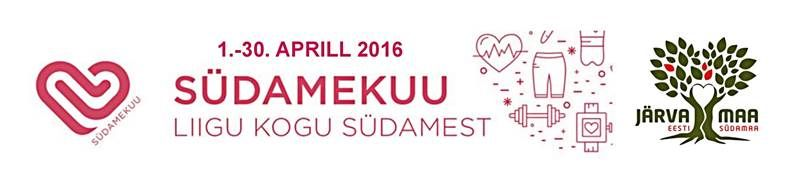 SÜDAMEKUU
1.-30. APRILL 2016
SÜDAMEKUU
LIIGU KOGU SÜDAMEST
JÄRVA MAA
EESTI SÜDAMAA